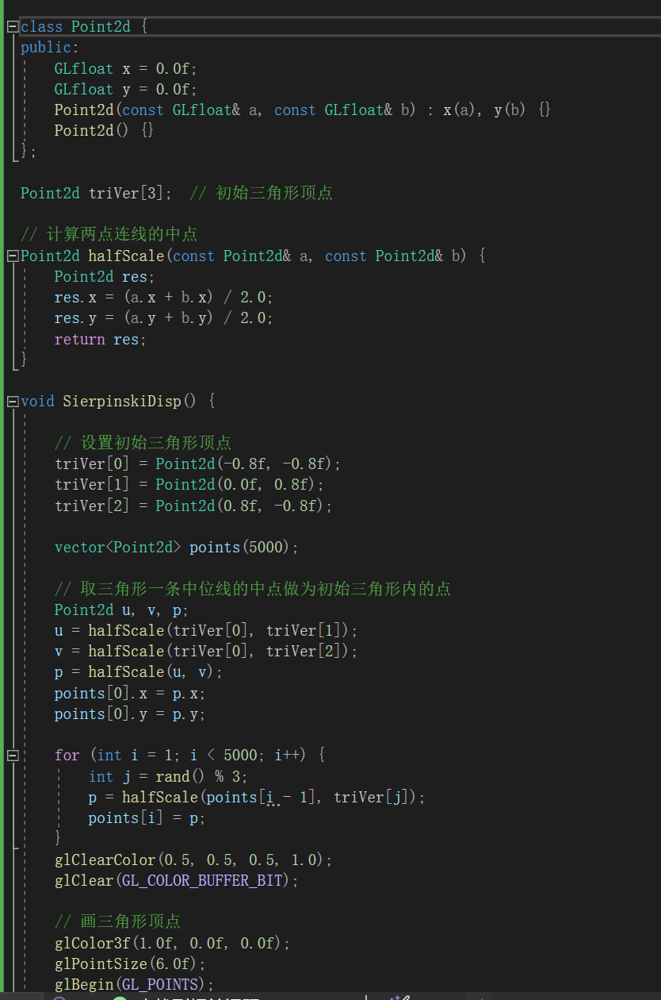 class Point2d {
public:
    GLfloat x = 0.0f;
    GLfloat y = 0.0f;
    Point2d(const GLfloat& a, const GLfloat& b) : x(a), y(b) {}
    Point2d() {}
};
Point2d triVer[3];  // 初始三角形顶点
// 计算两点连线的中点
Point2d halfScale(const Point2d& a, const Point2d& b) {
    Point2d res;
    res.x = (a.x + b.x) / 2.0;
    res.y = (a.y + b.y) / 2.0;
    return res;
}
void SierpinskiDisp() {
    // 设置初始三角形顶点
    triVer[0] = Point2d(-0.8f, -0.8f);
    triVer[1] = Point2d(0.0f, 0.8f);
    triVer[2] = Point2d(0.8f, -0.8f);
    vector<Point2d> points(5000);
    // 取三角形一条中位线的中点做为初始三角形内的点
    Point2d u, v, p;
    u = halfScale(triVer[0], triVer[1]);
    v = halfScale(triVer[0], triVer[2]);
    p = halfScale(u, v);
    points[0].x = p.x;
    points[0].y = p.y;
    for (int i = 1; i < 5000; i++) {
        int j = rand() % 3;
        p = halfScale(points[i - 1], triVer[j]);
        points[i] = p;
    }
    glClearColor(0.5, 0.5, 0.5, 1.0);
    glClear(GL_COLOR_BUFFER_BIT);
    // 画三角形顶点
    glColor3f(1.0f, 0.0f, 0.0f);
    glPointSize(6.0f);
    glBegin(GL_POINTS);